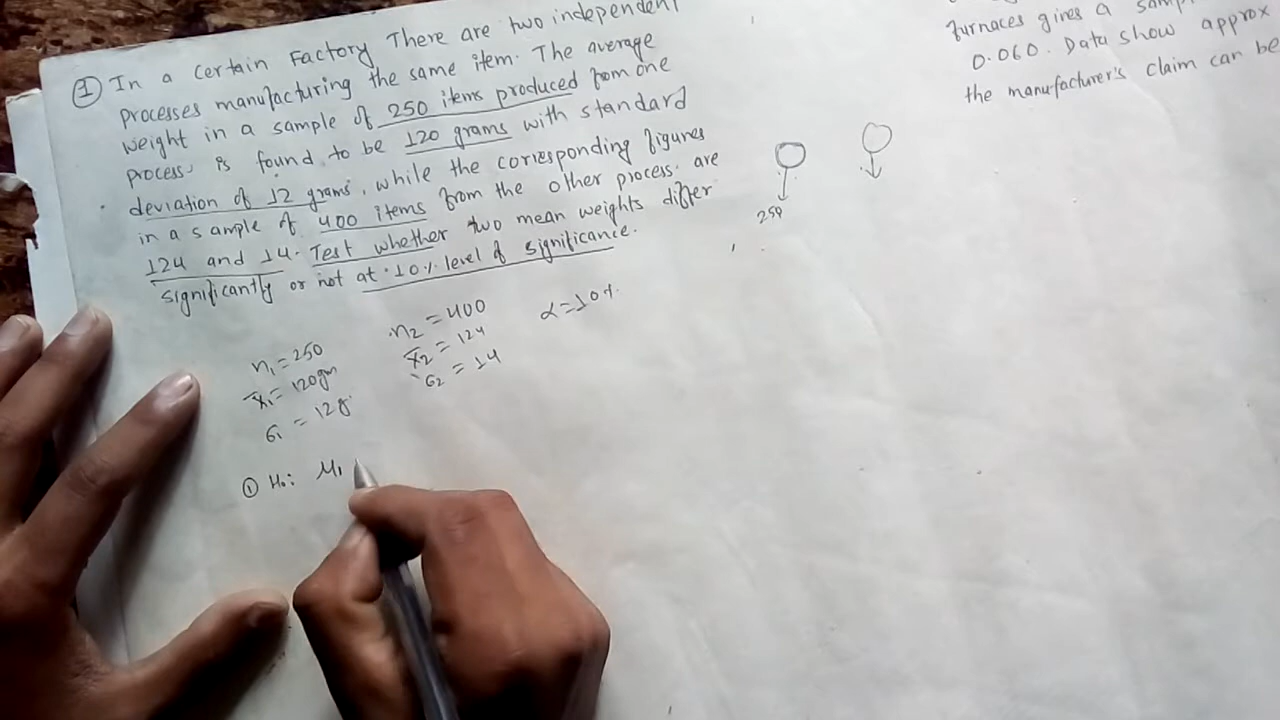 ① In a Certain Factory There are two independent
processes manufacturing the same item. The average
weight in a sample of 250 items produced from one
process is found to be 120 grams with standard
deviation of 12 grams, while the corresponding figures
in a sample of 400 items from the other process are
124 and 14. Test whether two mean weights differ
significantly or not at 10% level of significance.
n₁ = 250
x̄₁ = 120gm
σ₁ = 12g
n₂ = 400
x̄₂ = 124
σ₂ = 14
α = 10%
① H₀: μ₁
furnaces gives a
0.060. Data show approx
the manufacturer's claim can be
250